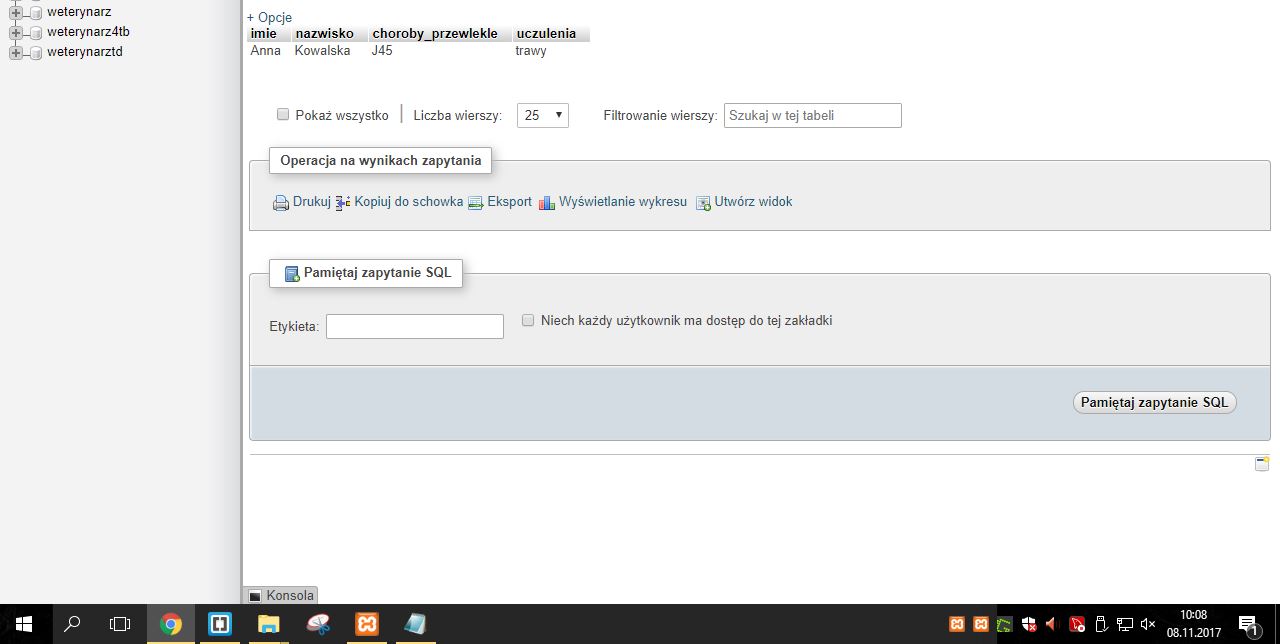 weterynarz
weterynarz4tb
weterynarztd
+ Opcje
imie nazwisko choroby_przewlekle uczulenia
Anna Kowalska J45 trawy
Pokaż wszystko Liczba wierszy: 25 Filtrowanie wierszy: Szukaj w tej tabeli
Operacja na wynikach zapytania
Drukuj Kopiuj do schowka Eksport Wyświetlanie wykresu Utwórz widok
Pamiętaj zapytanie SQL
Etykieta: Niech każdy użytkownik ma dostęp do tej zakładki
Pamiętaj zapytanie SQL
Konsola
10:08
08.11.2017
1